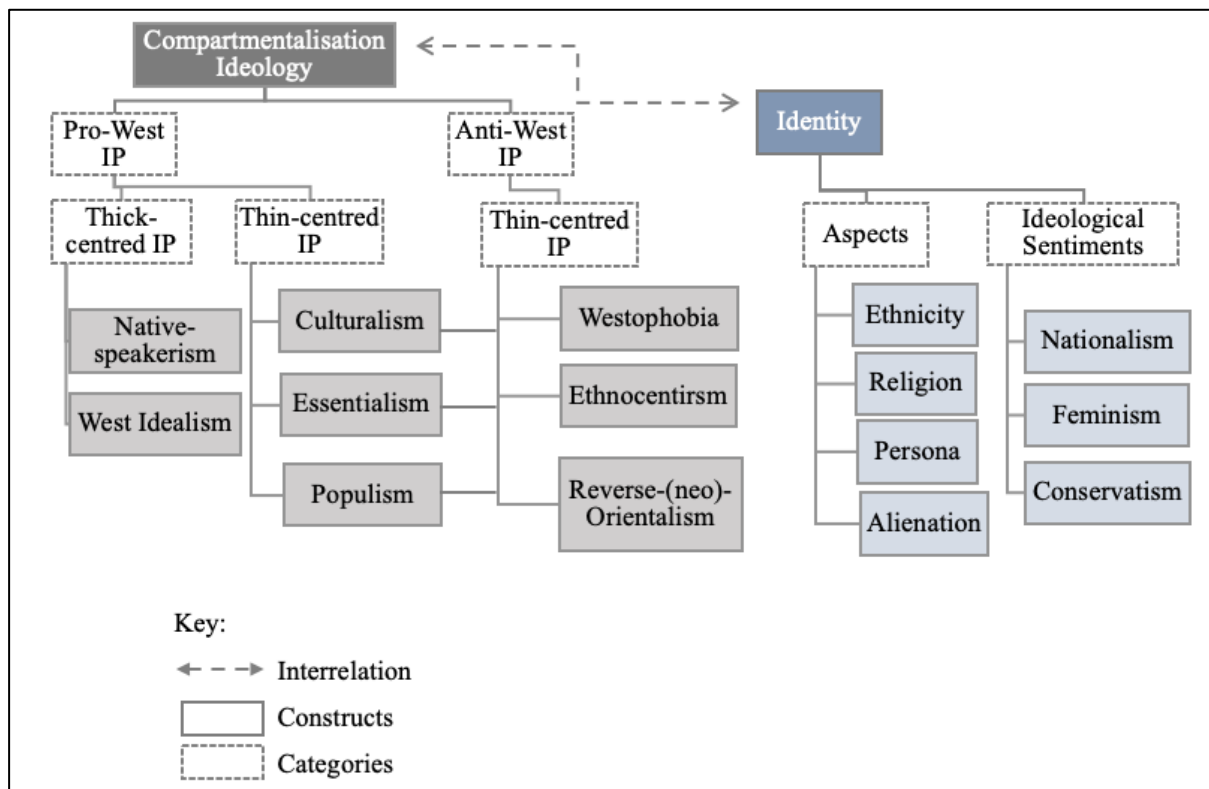 Compartmentalisation
Ideology
Identity
Pro-West
IP
Anti-West
IP
Thick-
centred IP
Thin-centred
IP
Thin-centred
IP
Aspects
Ideological
Sentiments
Native-
speakerism
West Idealism
Culturalism
Essentialism
Populism
Westophobia
Ethnocentirsm
Reverse-(neo)-
Orientalism
Ethnicity
Religion
Persona
Alienation
Nationalism
Feminism
Conservatism
Key:
Interrelation
Constructs
Categories